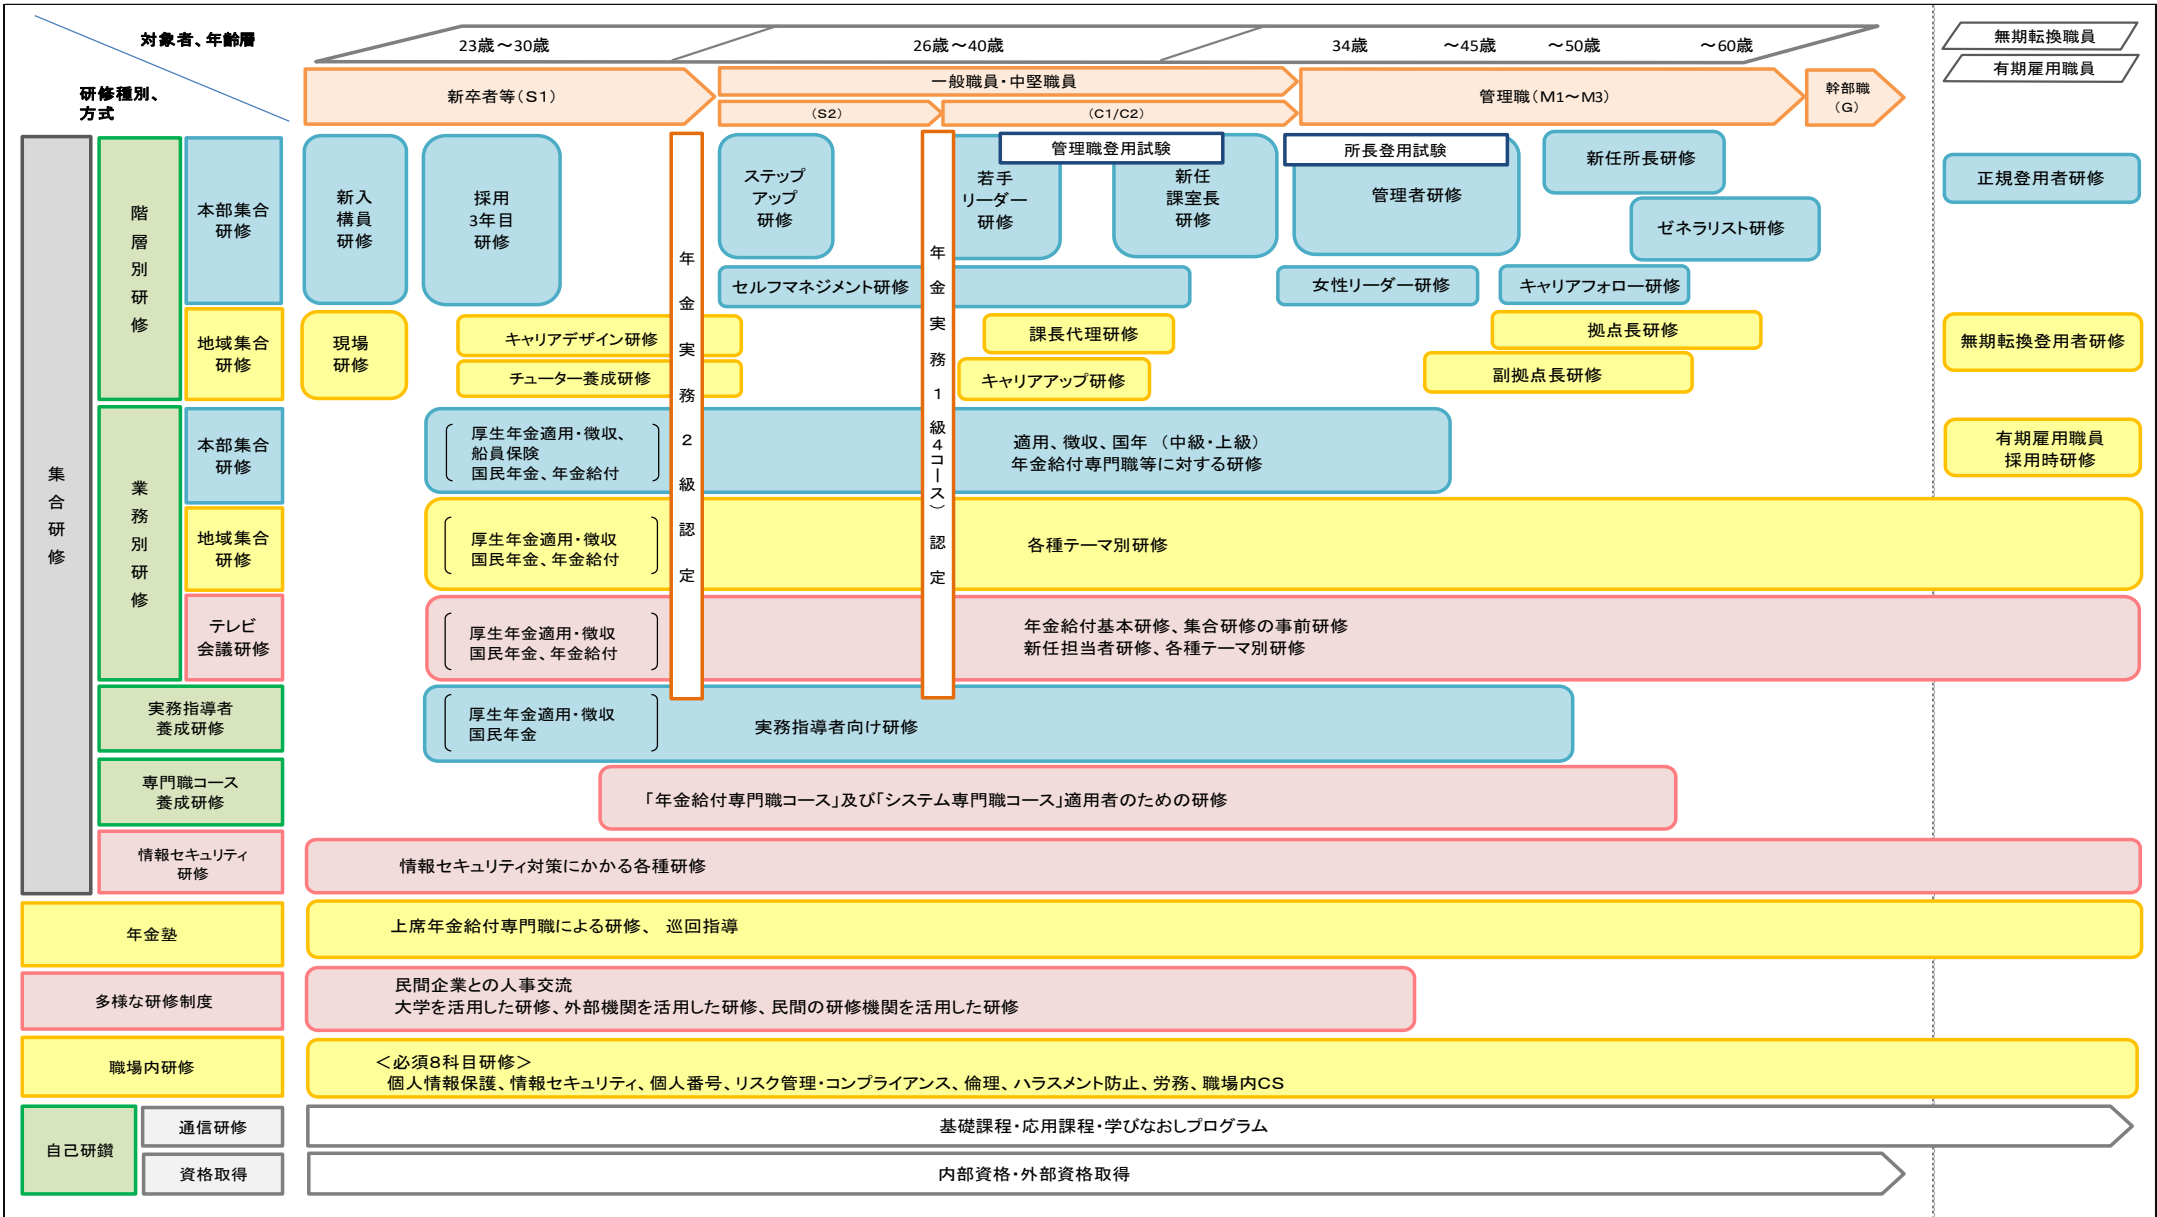 対象者、年齢層
研修種別、
方式
23歳～30歳
26歳～40歳
34歳
～45歳
～50歳
～60歳
無期転換職員
有期雇用職員
新卒者等(S1)
一般職員・中堅職員
(S2)
(C1/C2)
管理職(M1～M3)
幹部職
(G)
集合研修
階層別研修
本部集合
研修
新入
構員
研修
採用
3年目
研修
年金実務2級認定
ステップ
アップ
研修
年金実務1級4コース)認定
若手
リーダー
研修
管理職登用試験
新任
課室長
研修
所長登用試験
管理者研修
新任所長研修
ゼネラリスト研修
正規登用者研修
セルフマネジメント研修
女性リーダー研修
キャリアフォロー研修
地域集合
研修
現場
研修
キャリアデザイン研修
チューター養成研修
課長代理研修
キャリアアップ研修
拠点長研修
副拠点長研修
無期転換登用者研修
業務別研修
本部集合
研修
厚生年金適用・徴収、
船員保険
国民年金、年金給付
適用、徴収、国年 (中級・上級)
年金給付専門職等に対する研修
有期雇用職員
採用時研修
地域集合
研修
厚生年金適用・徴収
国民年金、年金給付
各種テーマ別研修
テレビ
会議研修
厚生年金適用・徴収
国民年金、年金給付
年金給付基本研修、集合研修の事前研修
新任担当者研修、各種テーマ別研修
実務指導者
養成研修
厚生年金適用・徴収
国民年金
実務指導者向け研修
専門職コース
養成研修
「年金給付専門職コース」及び「システム専門職コース」適用者のための研修
情報セキュリティ
研修
情報セキュリティ対策にかかる各種研修
年金塾
上席年金給付専門職による研修、 巡回指導
多様な研修制度
民間企業との人事交流
大学を活用した研修、外部機関を活用した研修、民間の研修機関を活用した研修
職場内研修
＜必須8科目研修＞
個人情報保護、情報セキュリティ、個人番号、リスク管理・コンプライアンス、倫理、ハラスメント防止、労務、職場内CS
自己研鑽
通信研修
基礎課程・応用課程・学びなおしプログラム
資格取得
内部資格・外部資格取得